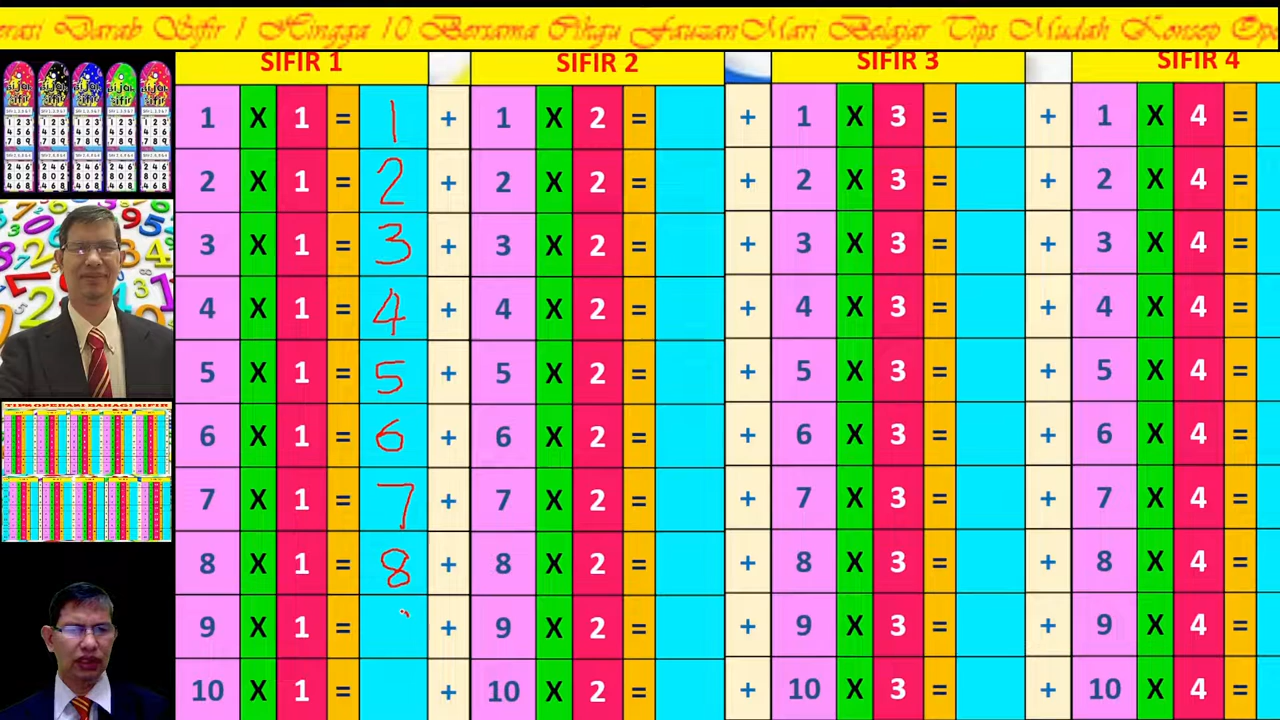 erasi Darab Sifir 1 Hingga 10 Bersama Cikgu Fauzan Mari Belajar Tips Mudah Konsep Ope
SIFIR 1 SIFIR 2 SIFIR 3 SIFIR 4
1 X 1 = 1 + 1 X 2 = + 1 X 3 = + 1 X 4 =
2 X 1 = 2 + 2 X 2 = + 2 X 3 = + 2 X 4 =
3 X 1 = 3 + 3 X 2 = + 3 X 3 = + 3 X 4 =
4 X 1 = 4 + 4 X 2 = + 4 X 3 = + 4 X 4 =
5 X 1 = 5 + 5 X 2 = + 5 X 3 = + 5 X 4 =
6 X 1 = 6 + 6 X 2 = + 6 X 3 = + 6 X 4 =
7 X 1 = 7 + 7 X 2 = + 7 X 3 = + 7 X 4 =
8 X 1 = 8 + 8 X 2 = + 8 X 3 = + 8 X 4 =
9 X 1 = + 9 X 2 = + 9 X 3 = + 9 X 4 =
10 X 1 = + 10 X 2 = + 10 X 3 = + 10 X 4 =
TIPS OPERASI BAHAGI SIFIR